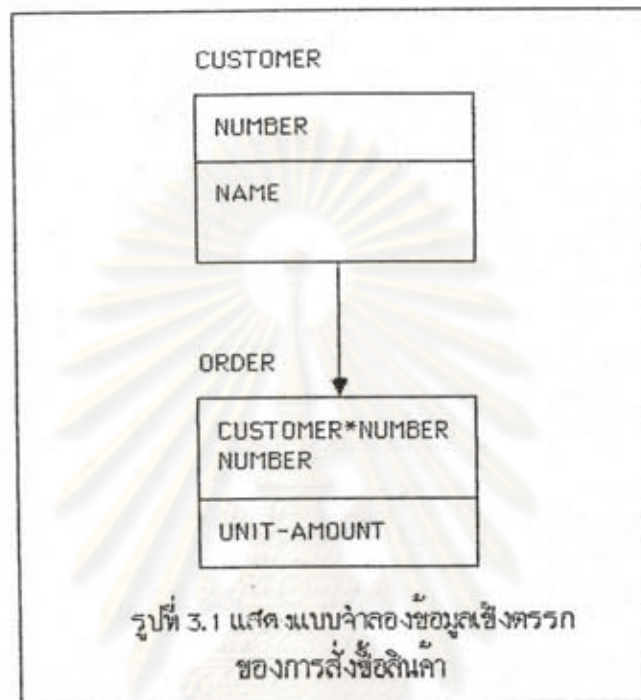 CUSTOMER
NUMBER
NAME
ORDER
CUSTOMER*NUMBER
NUMBER
UNIT-AMOUNT
รูปที่ 3.1 แสดงแบบจำลองข้อมูลเชิงตรรก
ของการสั่งซื้อสินค้า